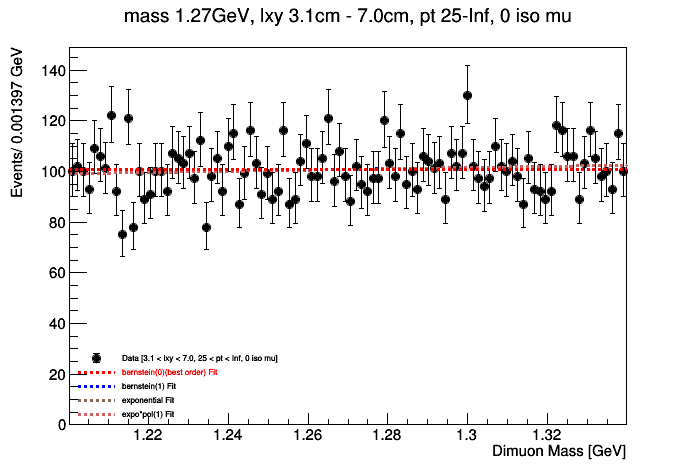 mass 1.27GeV, lxy 3.1cm - 7.0cm, pt 25-Inf, 0 iso mu
Events/ 0.001397 GeV
140
120
100
80
60
40
20
0
Data [3.1 < lxy < 7.0, 25 < pt < Inf, 0 iso mu]
bernstein(0)(best order) Fit
bernstein(1) Fit
exponential Fit
expo*pol(1) Fit
1.22 1.24 1.26 1.28 1.3 1.32
Dimuon Mass [GeV]